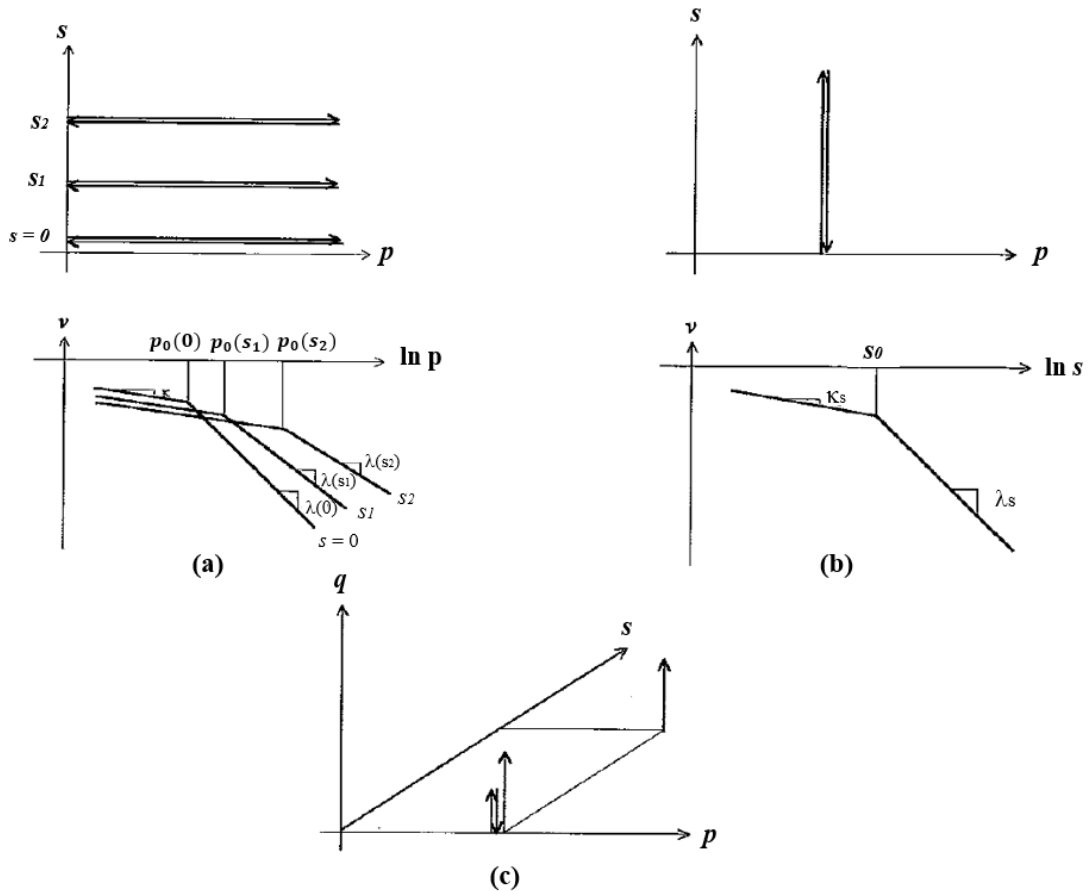 s
s
s2
s1
s = 0
p
p
ν
p₀(0) p₀(s₁) p₀(s₂)
ln p
ν
s0
ln s
κ
κs
λ(s2)
λ(s1)
λ(0)
s2
s1
s = 0
λs
(a)
(b)
q
s
p
(c)